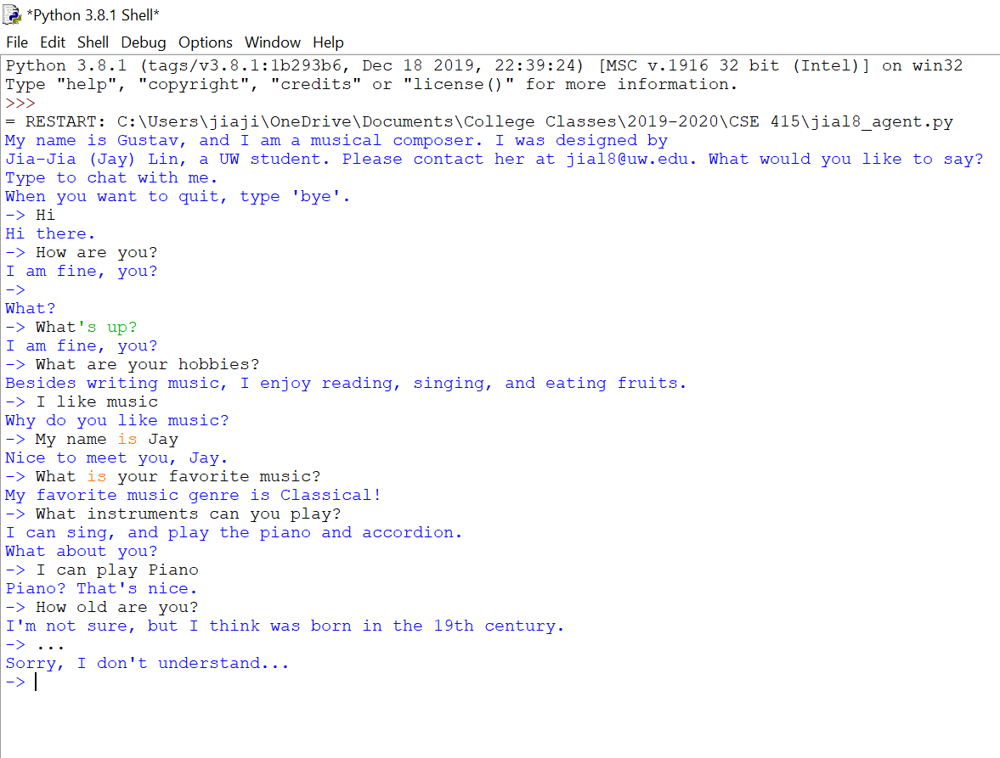 *Python 3.8.1 Shell*
File Edit Shell Debug Options Window Help
Python 3.8.1 (tags/v3.8.1:1b293b6, Dec 18 2019, 22:39:24) [MSC v.1916 32 bit (Intel)] on win32
Type "help", "copyright", "credits" or "license()" for more information.
>>>
= RESTART: C:\Users\jiaji\OneDrive\Documents\College Classes\2019-2020\CSE 415\jial8_agent.py
My name is Gustav, and I am a musical composer. I was designed by
Jia-Jia (Jay) Lin, a UW student. Please contact her at jial8@uw.edu. What would you like to say?
Type to chat with me.
When you want to quit, type 'bye'.
-> Hi
Hi there.
-> How are you?
I am fine, you?
->
What?
-> What's up?
I am fine, you?
-> What are your hobbies?
Besides writing music, I enjoy reading, singing, and eating fruits.
-> I like music
Why do you like music?
-> My name is Jay
Nice to meet you, Jay.
-> What is your favorite music?
My favorite music genre is Classical!
-> What instruments can you play?
I can sing, and play the piano and accordion.
What about you?
-> I can play Piano
Piano? That's nice.
-> How old are you?
I'm not sure, but I think was born in the 19th century.
-> ...
Sorry, I don't understand...
->